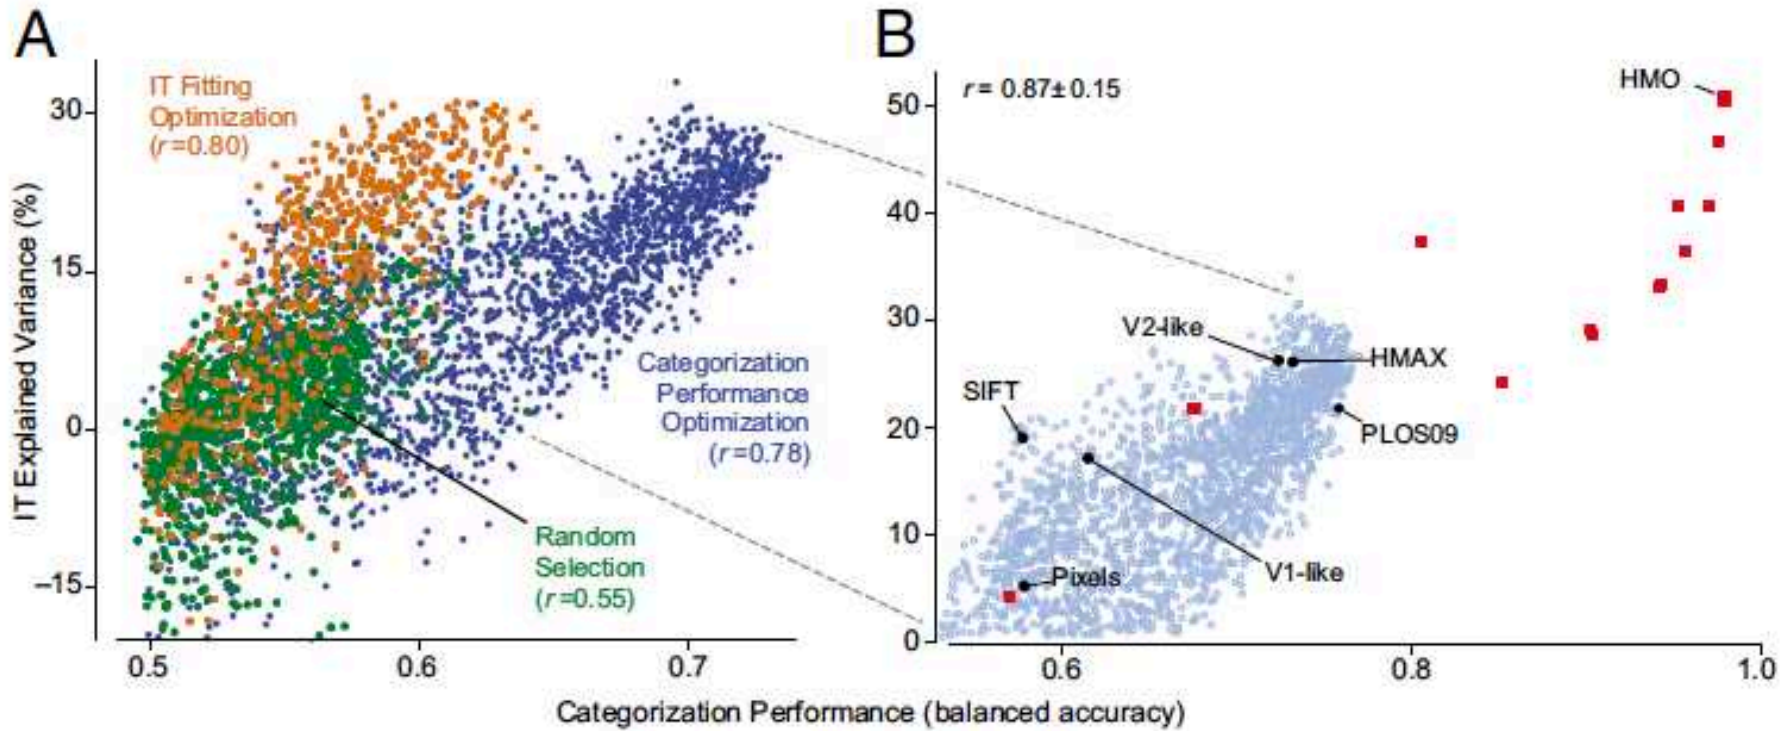 A
IT Fitting
Optimization
(r=0.80)
30
15
0
–15
IT Explained Variance (%)
Categorization
Performance
Optimization
(r=0.78)
Random
Selection
(r=0.55)
0.5
0.6
0.7
B
r = 0.87± 0.15
50
40
30
20
10
0
HMO
V2-like
HMAX
SIFT
PLOS09
V1-like
Pixels
0.6
0.8
1.0
Categorization Performance (balanced accuracy)